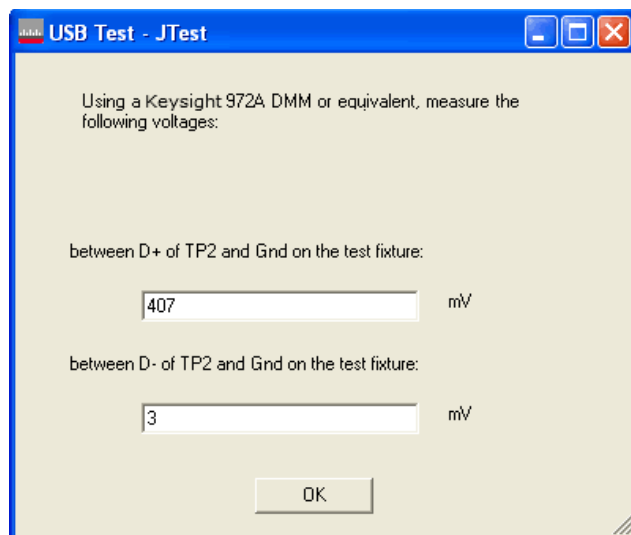 USB Test - JTest
Using a Keysight 972A DMM or equivalent, measure the
following voltages:
between D+ of TP2 and Gnd on the test fixture:
407
mV
between D- of TP2 and Gnd on the test fixture:
3
mV
OK